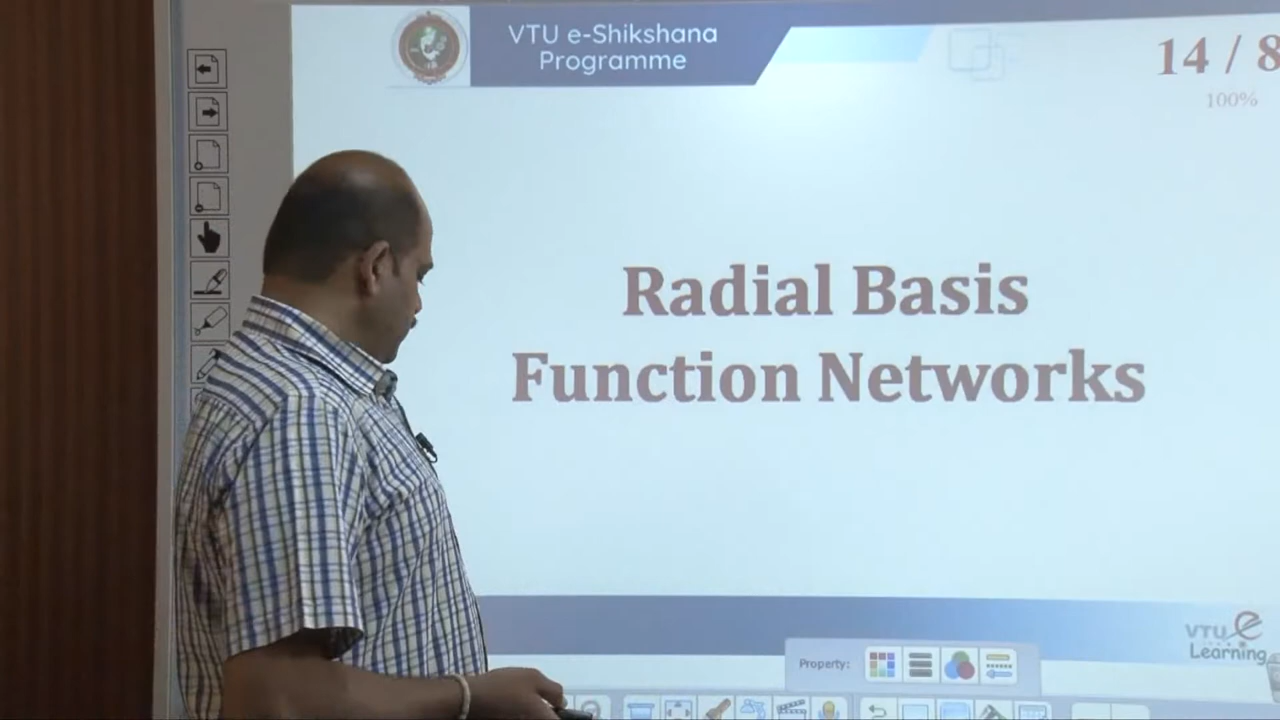 VTU e-Shikshana
Programme
14 / 8
100%
Radial Basis
Function Networks
Property:
VTU e
Learning